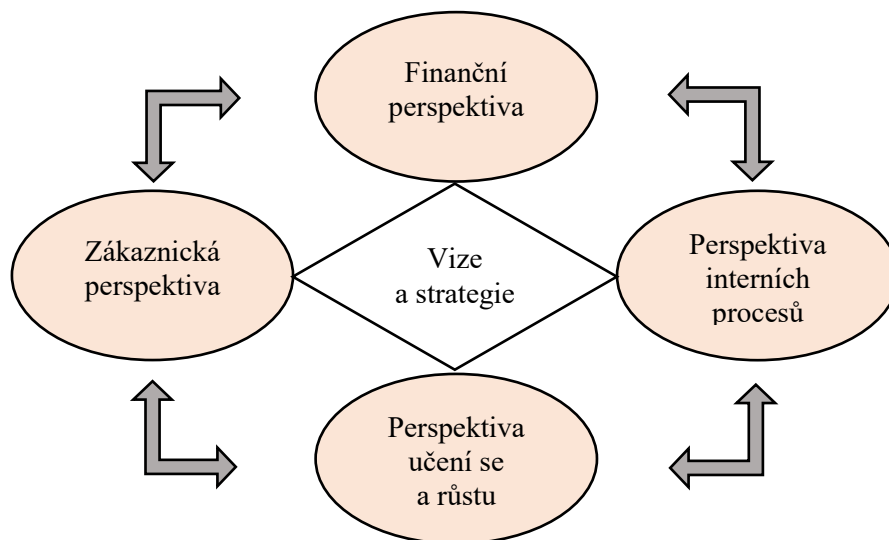 Finanční
perspektiva
Zákaznická
perspektiva
Vize
a strategie
Perspektiva
interních
procesů
Perspektiva
učení se
a růstu